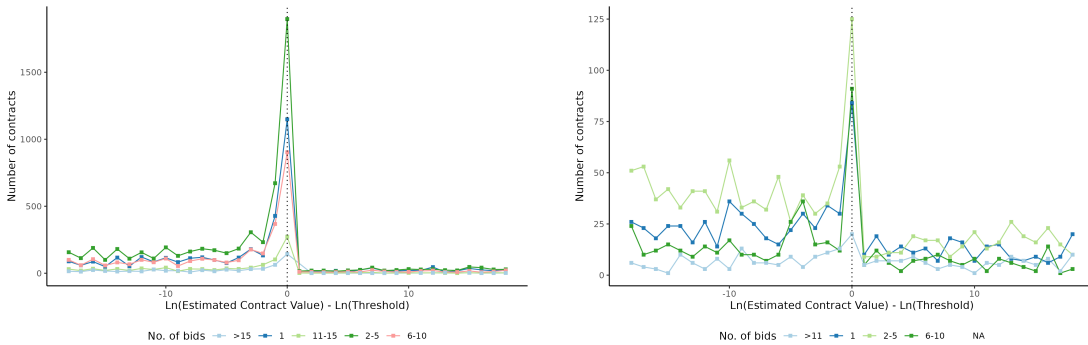 Number of contracts
1500
1000
500
0
-10
0
10
Ln(Estimated Contract Value) - Ln(Threshold)
No. of bids >15 1 11-15 2-5 6-10
Number of contracts
125
100
75
50
25
0
-10
0
10
Ln(Estimated Contract Value) - Ln(Threshold)
No. of bids >11 1 2-5 6-10 NA